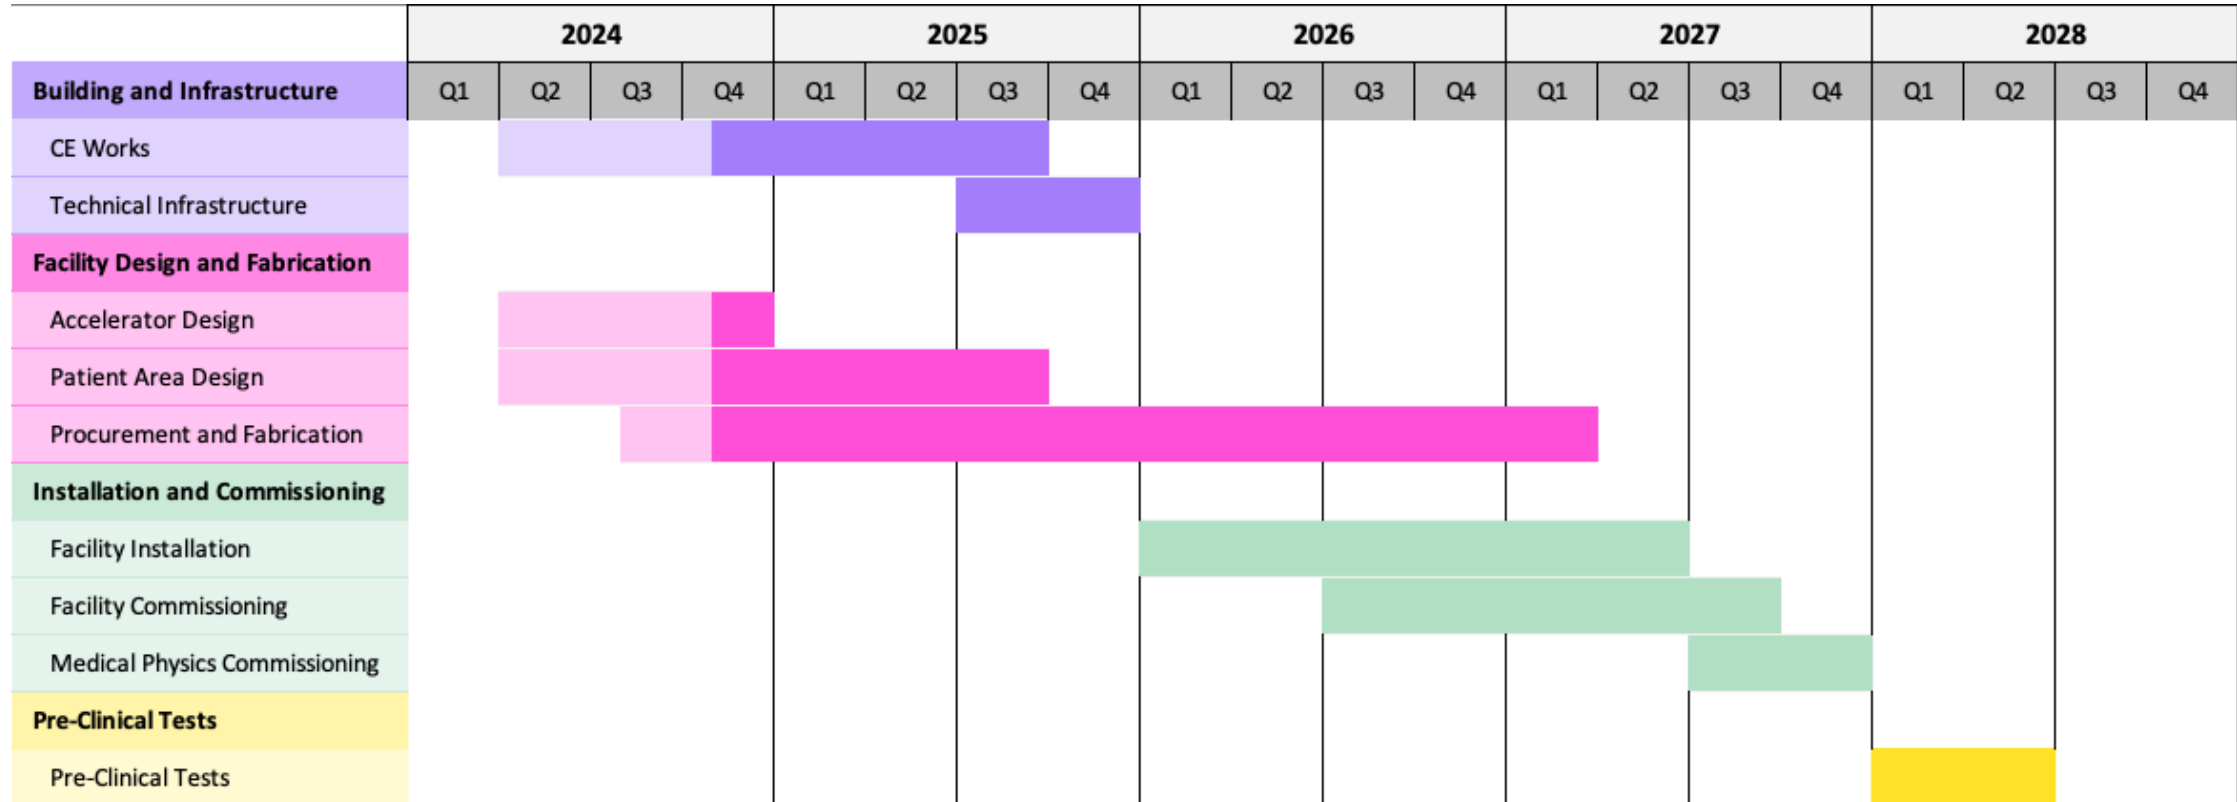 2024 2025 2026 2027 2028
Building and Infrastructure Q1 Q2 Q3 Q4 Q1 Q2 Q3 Q4 Q1 Q2 Q3 Q4 Q1 Q2 Q3 Q4 Q1 Q2 Q3 Q4
CE Works
Technical Infrastructure
Facility Design and Fabrication
Accelerator Design
Patient Area Design
Procurement and Fabrication
Installation and Commissioning
Facility Installation
Facility Commissioning
Medical Physics Commissioning
Pre-Clinical Tests
Pre-Clinical Tests